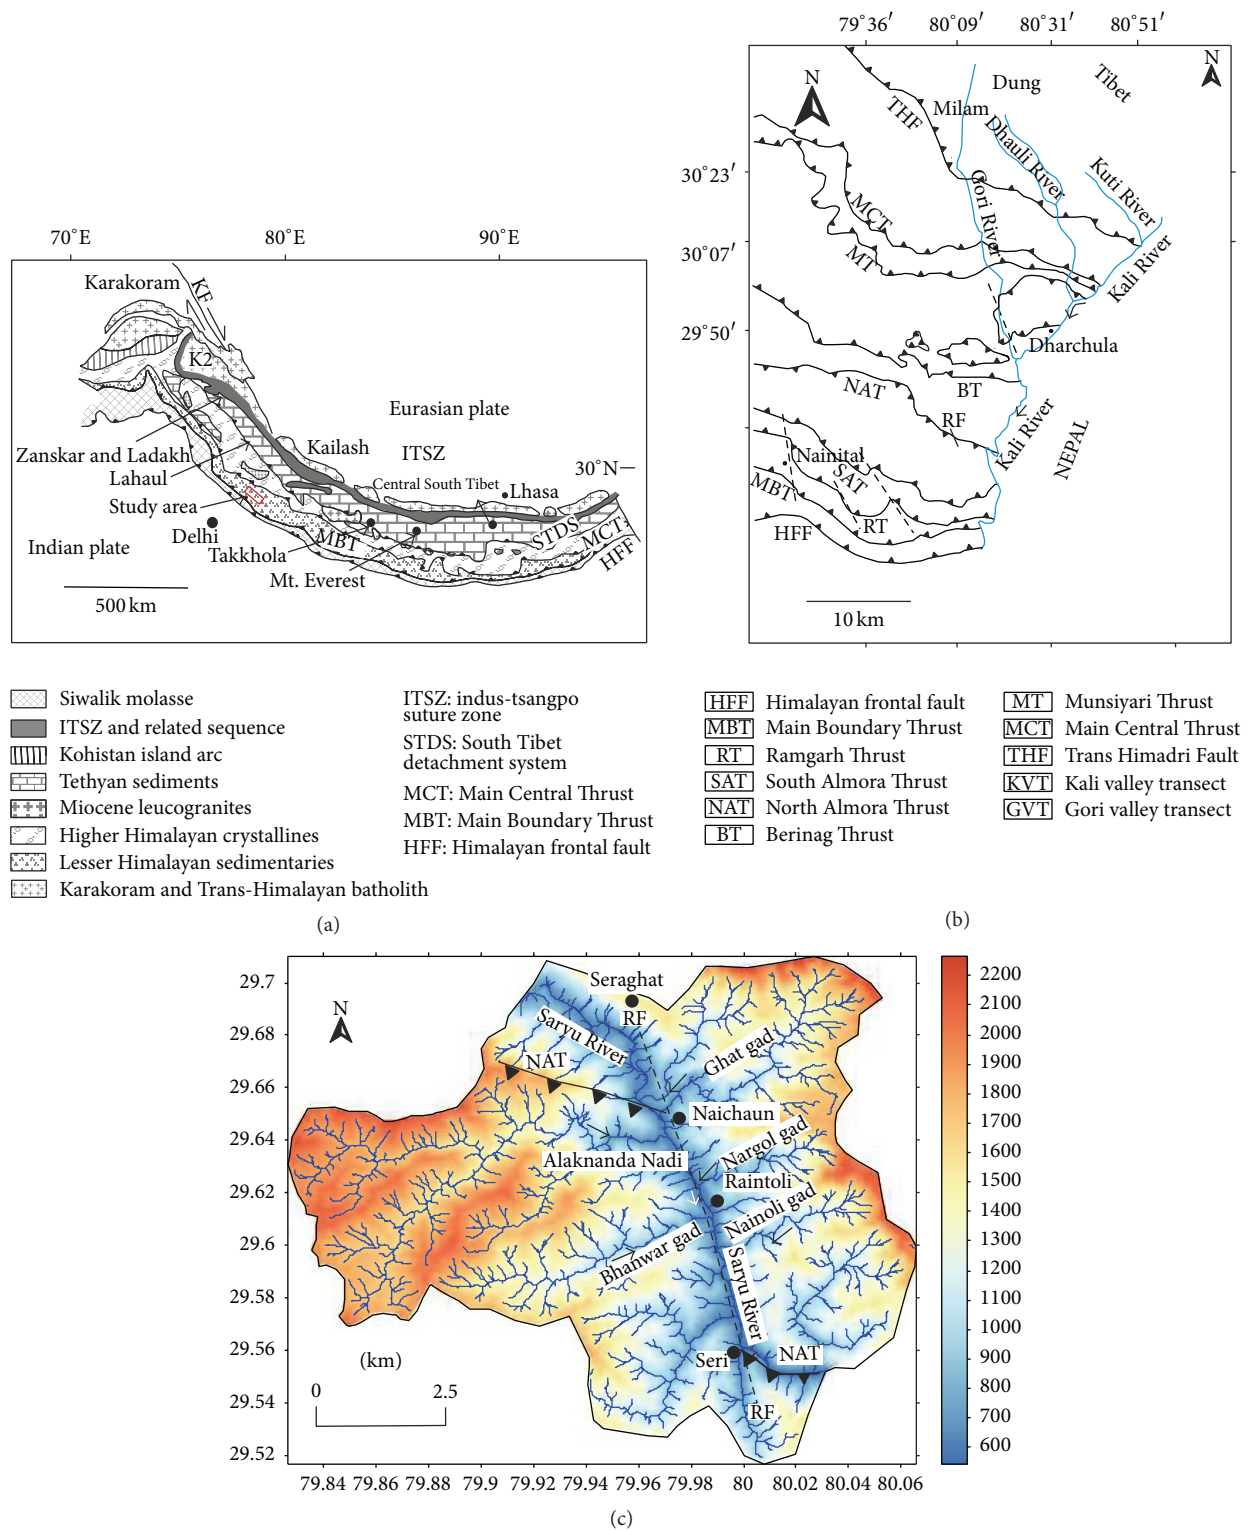 70°E
80°E
90°E
Karakoram
KF
K2
Eurasian plate
Kailash
ITSZ
Zanskar and Ladakh
Lahaul
Central South Tibet
30°N
Lhasa
Study area
Delhi
Indian plate
Takkhola
MBT
STDS
MCT
HFF
Mt. Everest
500 km
Siwalik molasse
ITSZ and related sequence
Kohistan island arc
Tethyan sediments
Miocene leucogranites
Higher Himalayan crystallines
Lesser Himalayan sedimentaries
Karakoram and Trans-Himalayan batholith
ITSZ: indus-tsangpo
suture zone
STDS: South Tibet
detachment system
MCT: Main Central Thrust
MBT: Main Boundary Thrust
HFF: Himalayan frontal fault
(a)
79°36′
80°09′
80°31′
80°51′
30°23′
30°07′
29°50′
N
N
Dung
Tibet
Milam
THF
Dhauli River
Kuti River
Gori River
MCT
MT
Kali River
Dharchula
BT
NAT
RF
Kali River
NEPAL
Nainital
SAT
MBT
RT
HFF
10 km
HFF Himalayan frontal fault
MBT Main Boundary Thrust
RT Ramgarh Thrust
SAT South Almora Thrust
NAT North Almora Thrust
BT Berinag Thrust
MT Munsiyari Thrust
MCT Main Central Thrust
THF Trans Himadri Fault
KVT Kali valley transect
GVT Gori valley transect
(b)
29.7
29.68
29.66
29.64
29.62
29.6
29.58
29.56
29.54
29.52
N
Seraghat
RF
Saryu River
NAT
Ghat gad
Naichaun
Nargol gad
Alaknanda Nadi
Raintoli
Nainoli gad
Bhanwar gad
Saryu River
Seri
NAT
RF
(km)
0 2.5
79.84 79.86 79.88 79.9 79.92 79.94 79.96 79.98 80 80.02 80.04 80.06
2200
2100
2000
1900
1800
1700
1600
1500
1400
1300
1200
1100
1000
900
800
700
600
(c)